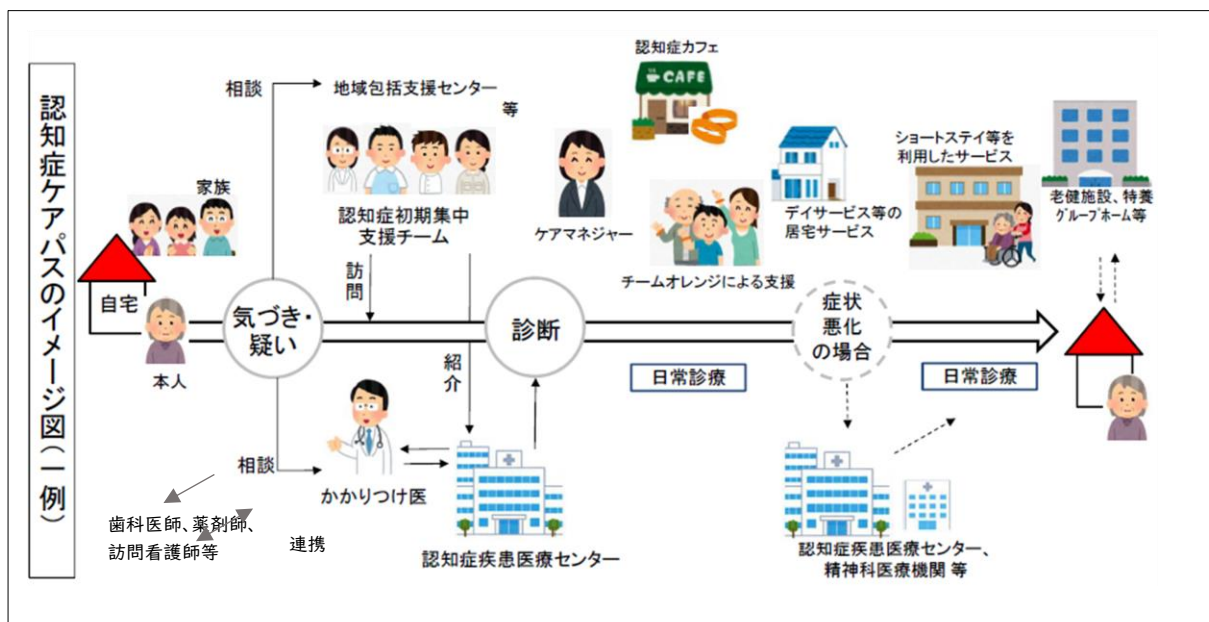 認知症ケアパスのイメージ図(一例)
相談
地域包括支援センター
等
認知症カフェ
CAFE
家族
認知症初期集中
支援チーム
ケアマネジャー
チームオレンジによる支援
デイサービス等の
居宅サービス
ショートステイ等を
利用したサービス
老健施設、特養
グループホーム等
自宅
本人
気づき・
疑い
訪問
診断
症状
悪化
の場合
紹介
日常診療
日常診療
相談
かかりつけ医
認知症疾患医療センター
歯科医師、薬剤師、
訪問看護師等
連携
認知症疾患医療センター、
精神科医療機関 等